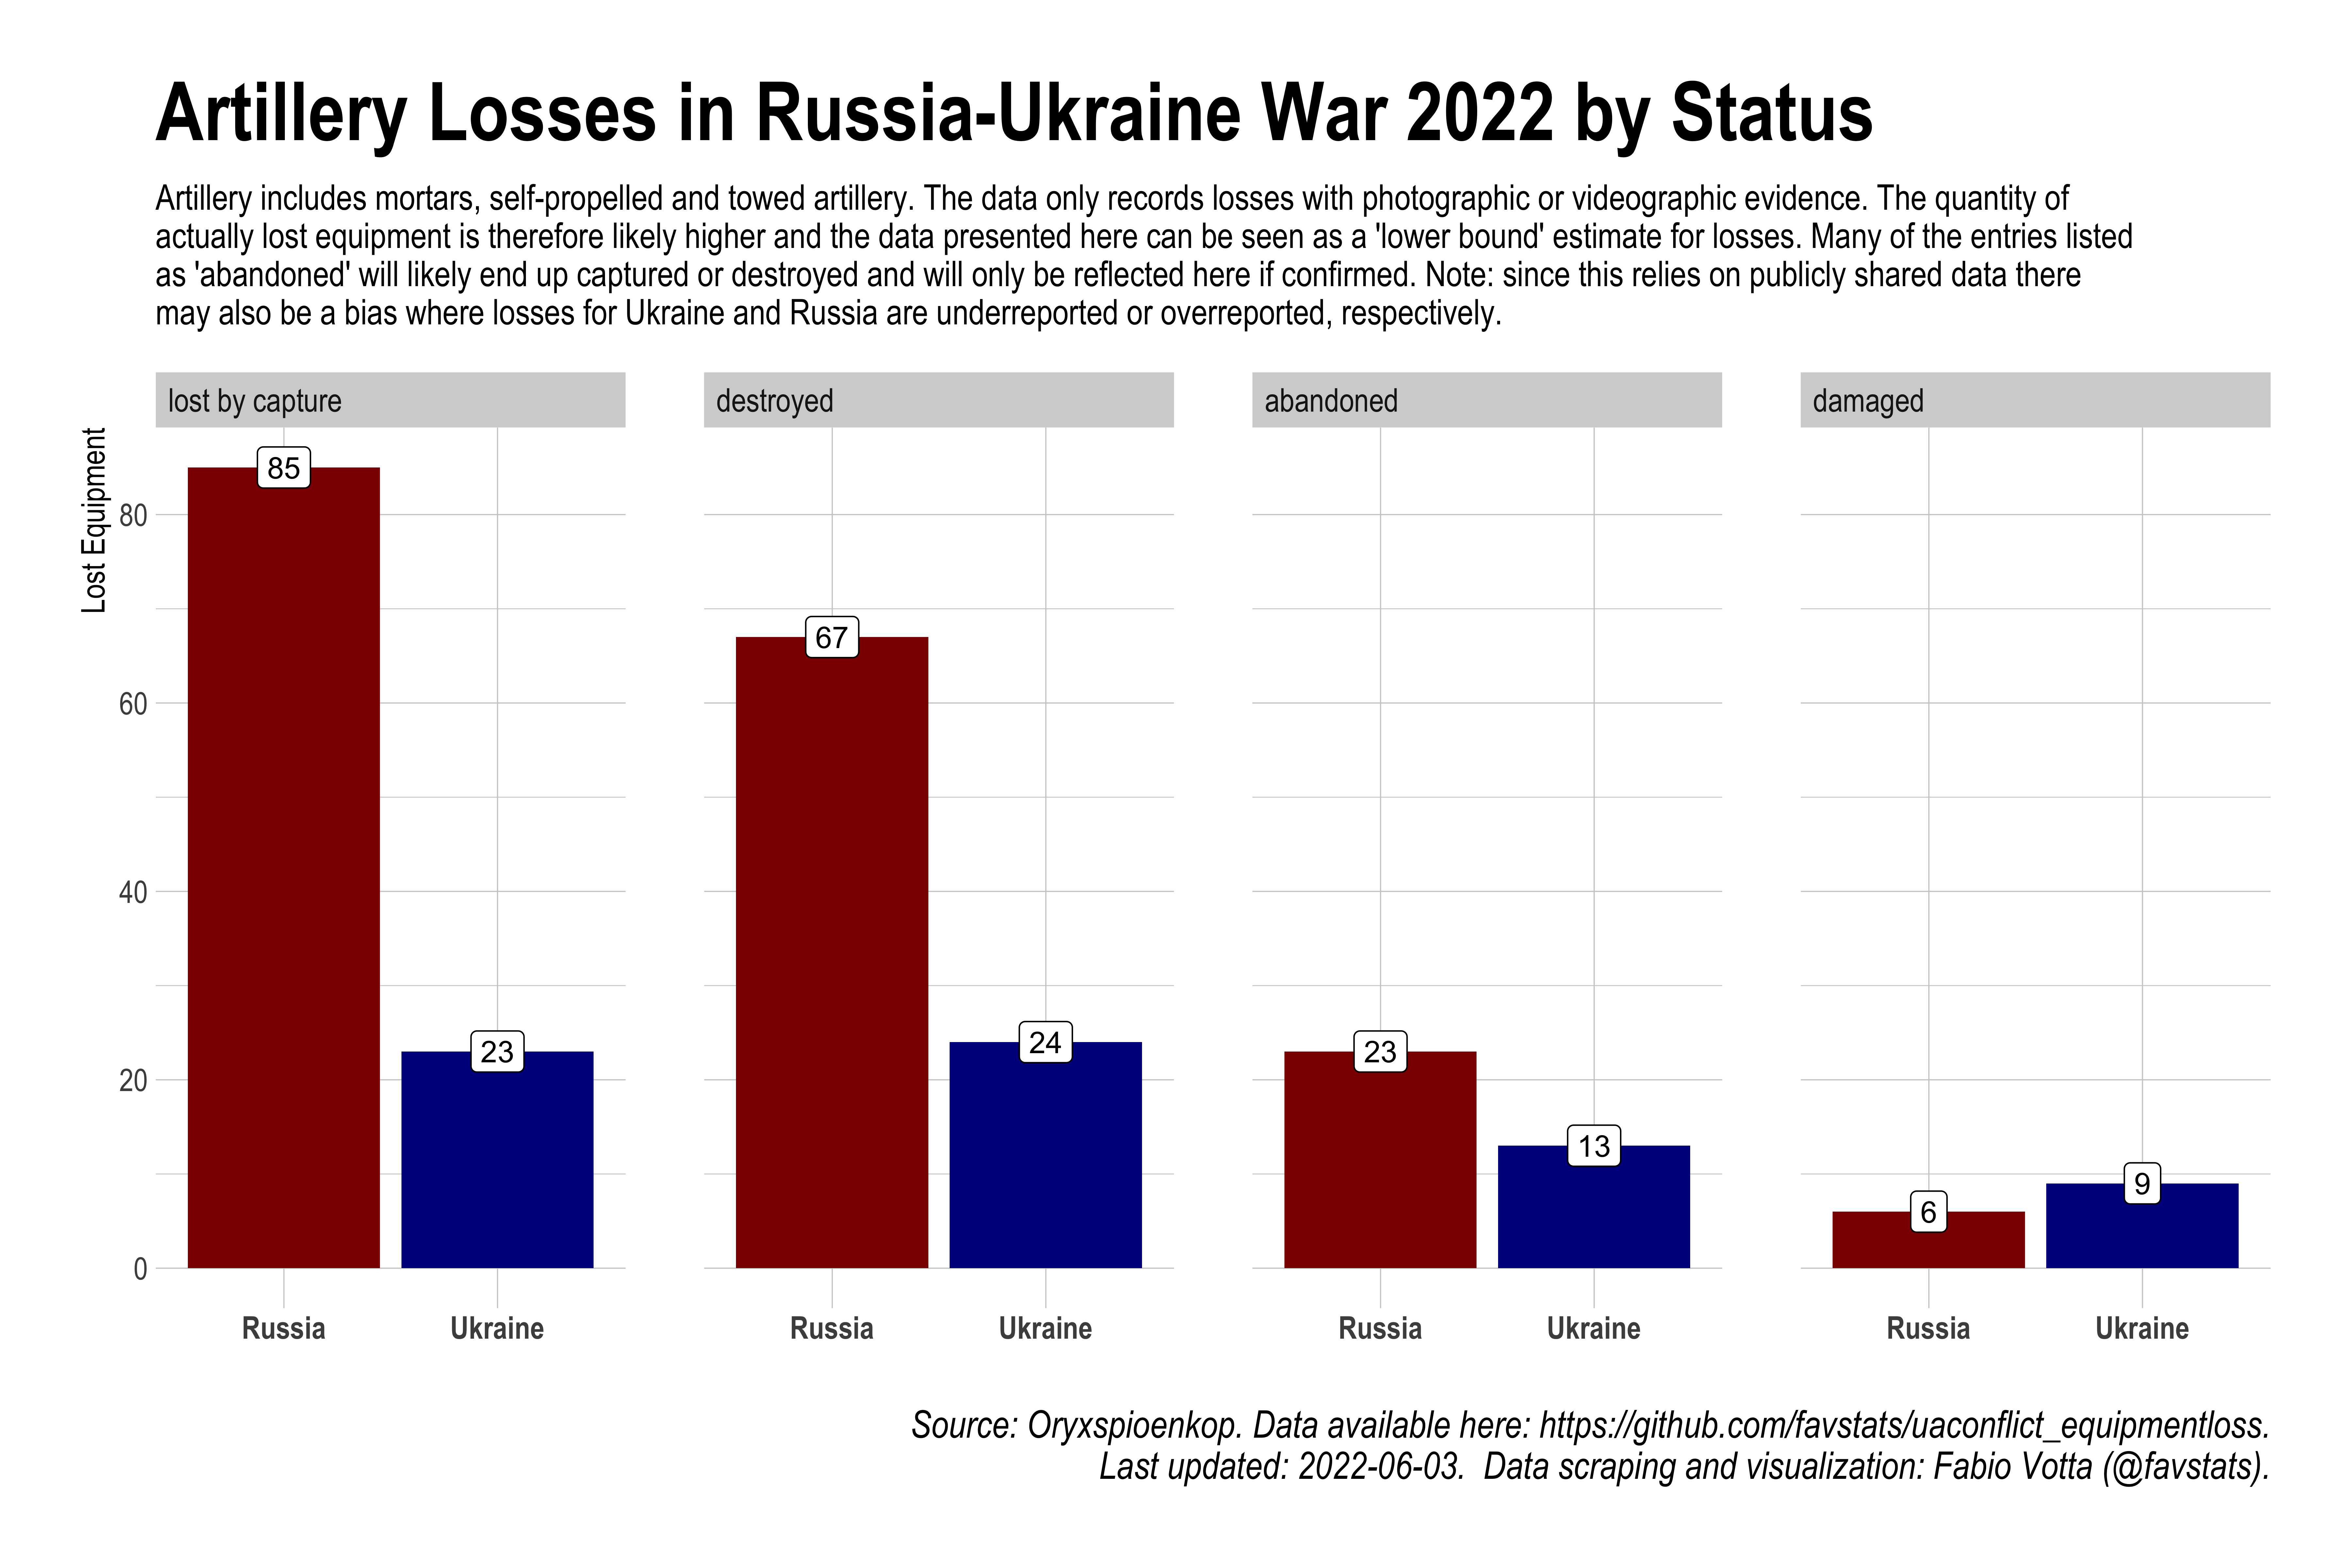 Artillery Losses in Russia-Ukraine War 2022 by Status
Artillery includes mortars, self-propelled and towed artillery. The data only records losses with photographic or videographic evidence. The quantity of
actually lost equipment is therefore likely higher and the data presented here can be seen as a 'lower bound' estimate for losses. Many of the entries listed
as 'abandoned' will likely end up captured or destroyed and will only be reflected here if confirmed. Note: since this relies on publicly shared data there
may also be a bias where losses for Ukraine and Russia are underreported or overreported, respectively.
lost by capture
destroyed
abandoned
damaged
Lost Equipment
80
60
40
20
0
85
23
67
24
23
13
6
9
Russia
Ukraine
Russia
Ukraine
Russia
Ukraine
Russia
Ukraine
Source: Oryxspioenkop. Data available here: https://github.com/favstats/uaconflict_equipmentloss.
Last updated: 2022-06-03.  Data scraping and visualization: Fabio Votta (@favstats).